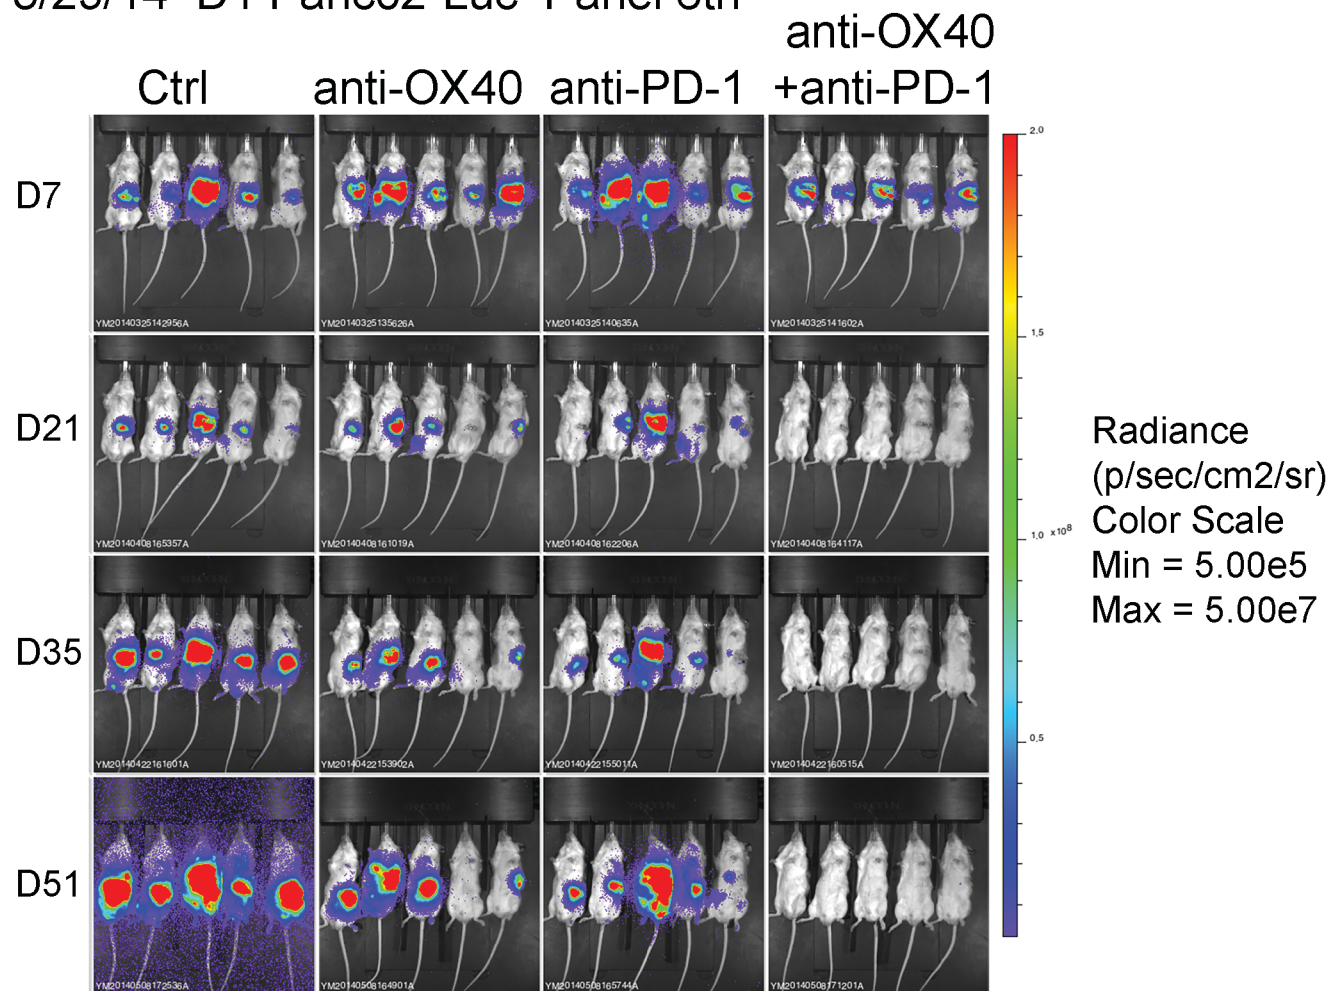 anti-OX40
Ctrl anti-OX40 anti-PD-1 +anti-PD-1
D7
YM20140325142956A YM20140325135626A YM20140325140635A YM20140325141602A
D21
YM20140408165357A YM20140408161019A YM20140408162206A YM20140408164117A
D35
YM20140422161601A YM20140422153902A YM20140422155011A YM20140422160515A
D51
YM20140508172536A YM20140508164901A YM20140508165744A YM20140508171201A
2.0
1.5
1.0 x10⁸
0.5
Radiance
(p/sec/cm2/sr)
Color Scale
Min = 5.00e5
Max = 5.00e7